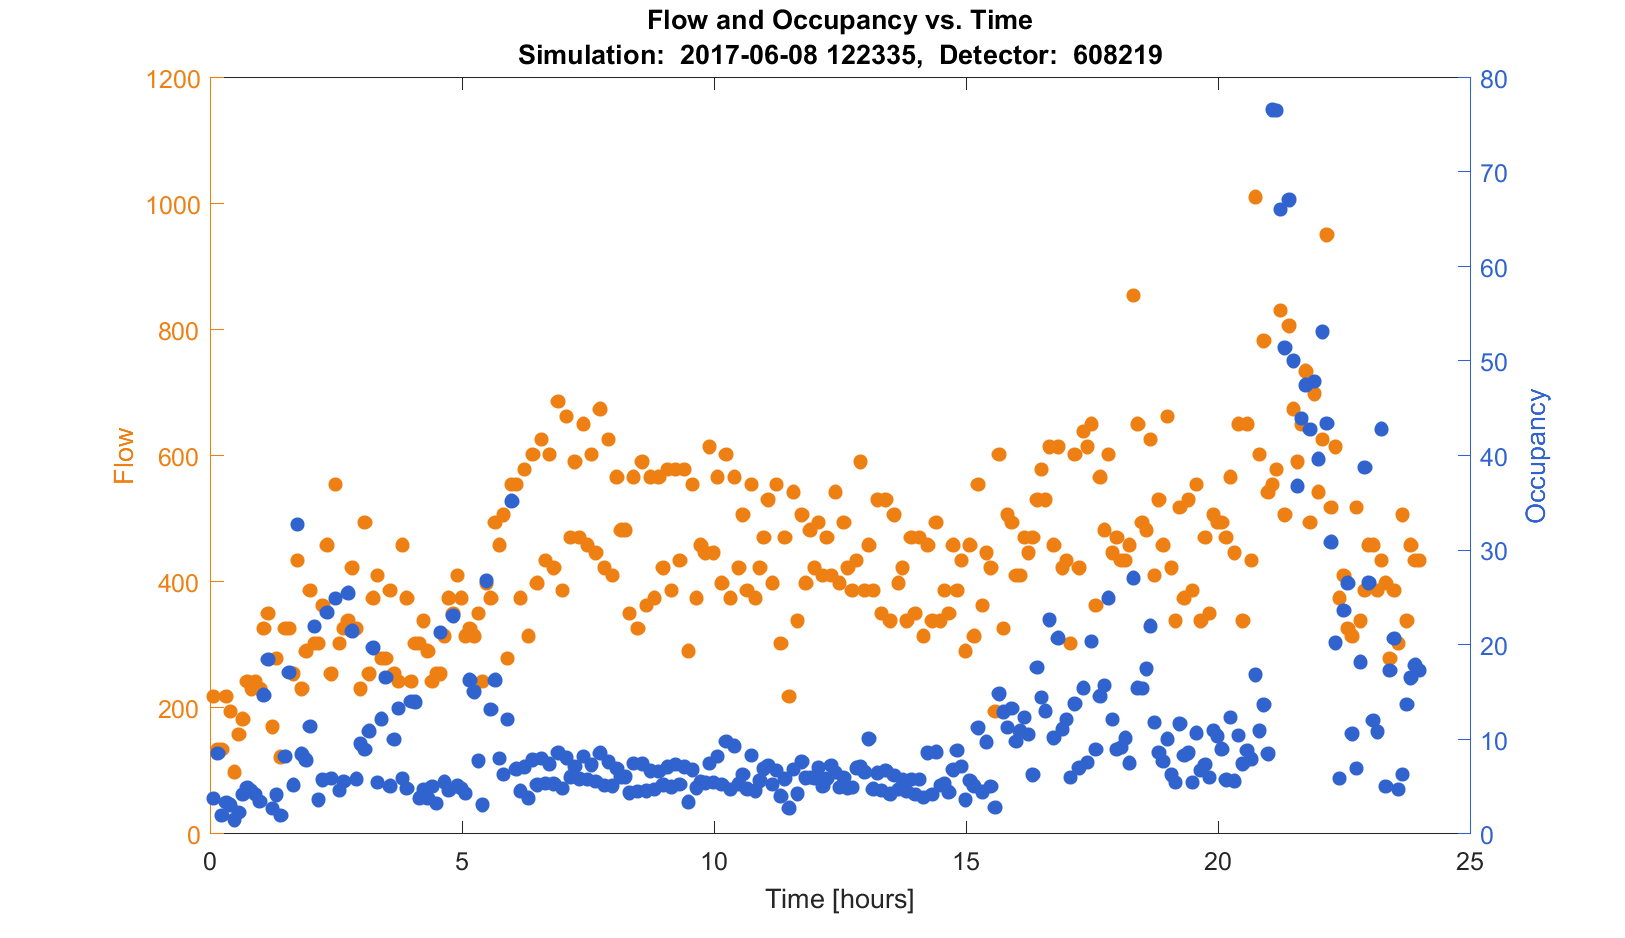 Flow and Occupancy vs. Time
Simulation:  2017-06-08 122335,  Detector:  608219
1200
1000
800
600
400
200
0
Flow
80
70
60
50
40
30
20
10
0
Occupancy
0 5 10 15 20 25
Time [hours]